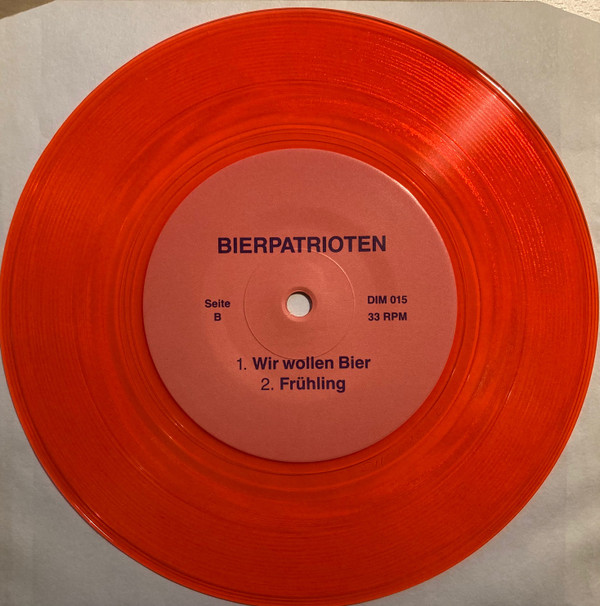 BIERPATRIOTEN
Seite
B
DIM 015
33 RPM
1. Wir wollen Bier
2. Frühling